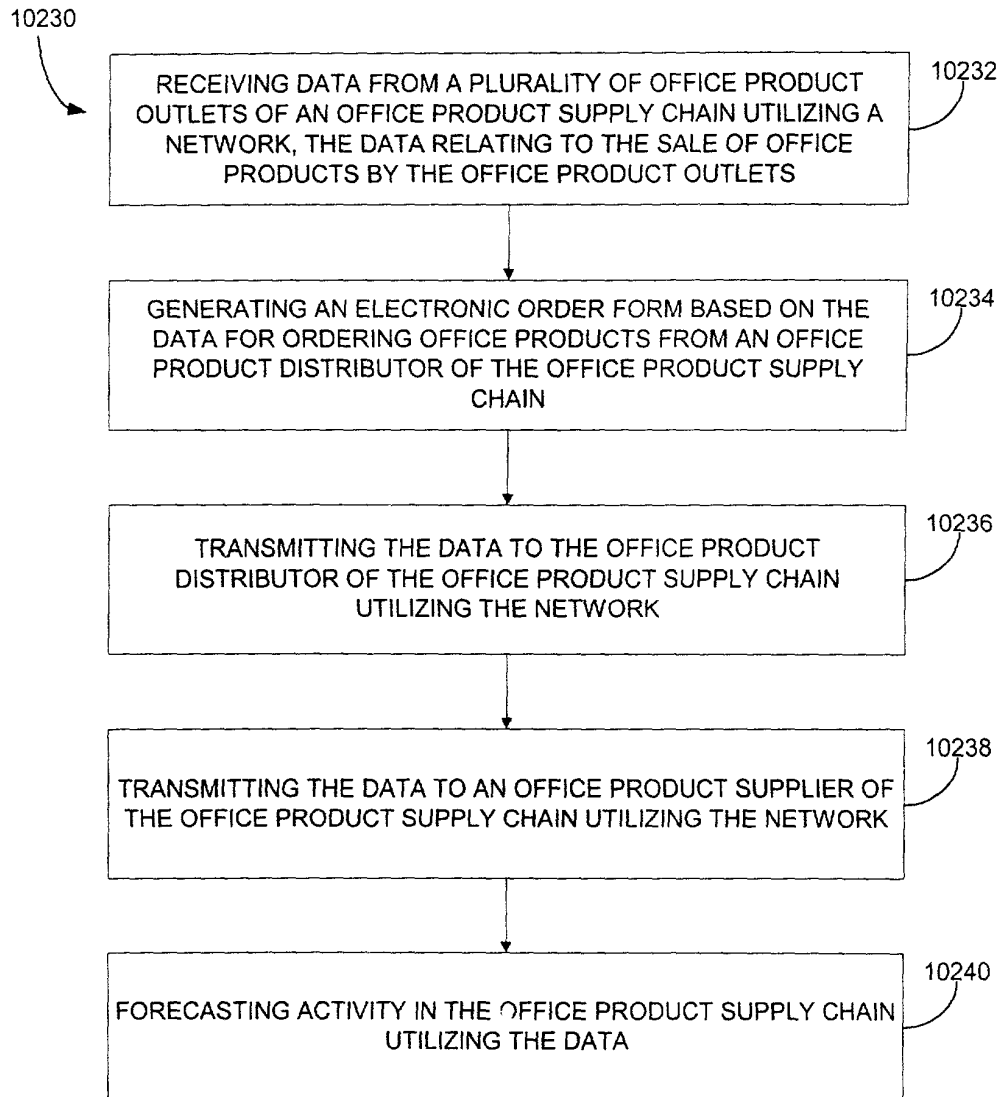 10230
RECEIVING DATA FROM A PLURALITY OF OFFICE PRODUCT
OUTLETS OF AN OFFICE PRODUCT SUPPLY CHAIN UTILIZING A
NETWORK, THE DATA RELATING TO THE SALE OF OFFICE
PRODUCTS BY THE OFFICE PRODUCT OUTLETS
10232
GENERATING AN ELECTRONIC ORDER FORM BASED ON THE
DATA FOR ORDERING OFFICE PRODUCTS FROM AN OFFICE
PRODUCT DISTRIBUTOR OF THE OFFICE PRODUCT SUPPLY
CHAIN
10234
TRANSMITTING THE DATA TO THE OFFICE PRODUCT
DISTRIBUTOR OF THE OFFICE PRODUCT SUPPLY CHAIN
UTILIZING THE NETWORK
10236
TRANSMITTING THE DATA TO AN OFFICE PRODUCT SUPPLIER OF
THE OFFICE PRODUCT SUPPLY CHAIN UTILIZING THE NETWORK
10238
FORECASTING ACTIVITY IN THE OFFICE PRODUCT SUPPLY CHAIN
UTILIZING THE DATA
10240